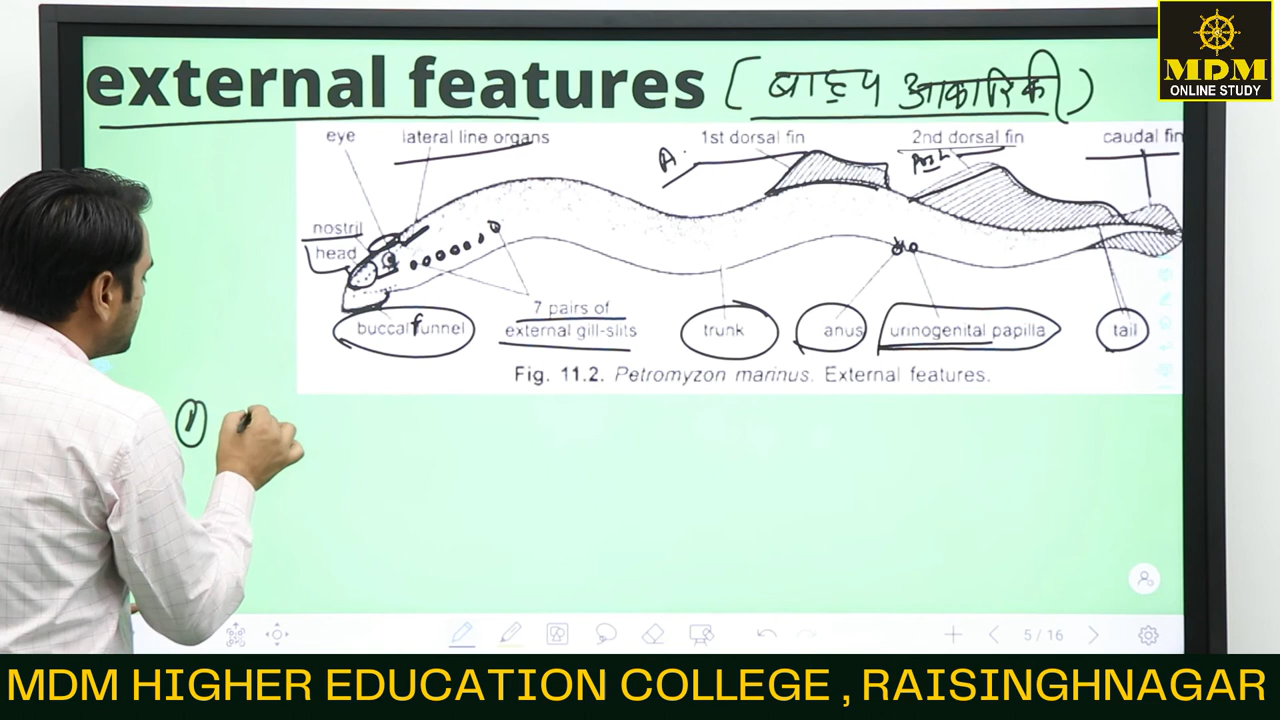 external features ( बाह्य आकारिकी )
MDM
ONLINE STUDY
eye lateral line organs 1st dorsal fin 2nd dorsal fin caudal fin
A.
nostril
head
7 pairs of
buccal funnel external gill-slits trunk anus urinogenital papilla tail
Fig. 11.2. Petromyzon marinus. External features.
1
5 / 16
MDM HIGHER EDUCATION COLLEGE , RAISINGHNAGAR